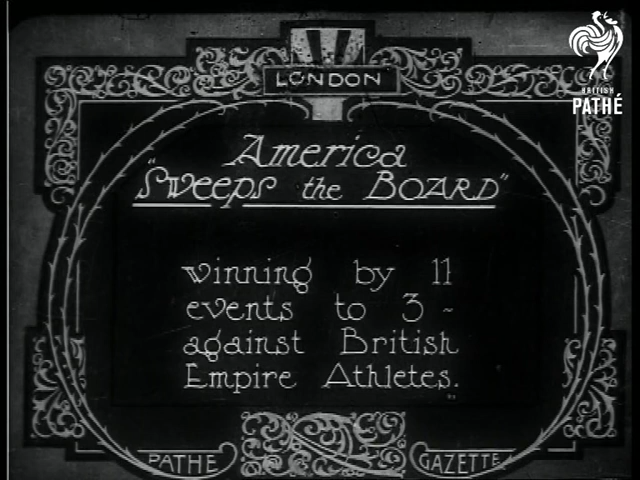 BRITISH
PATHÉ
LONDON
America
"Sweeps the BOARD"
winning by 11
events to 3 -
against British
Empire Athletes.
PATHE GAZETTE